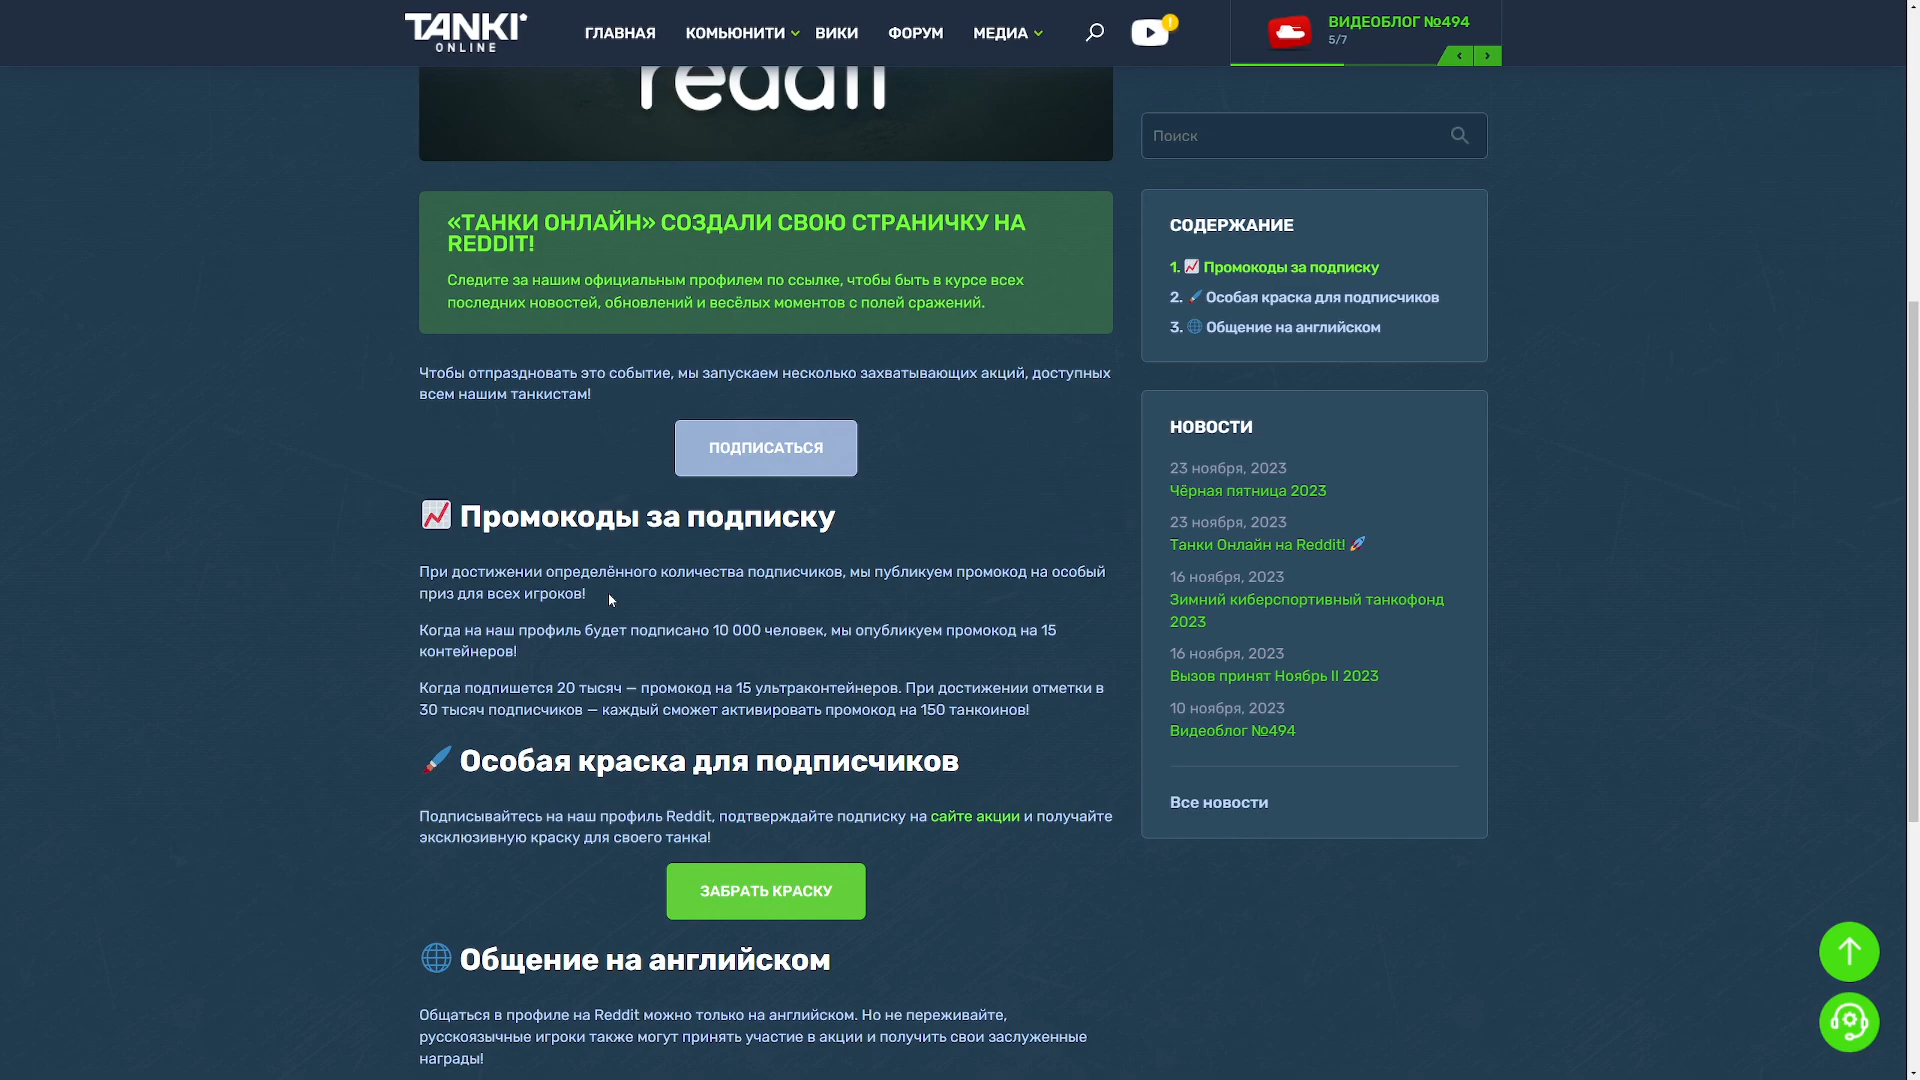 TANKI
ONLINE
ГЛАВНАЯ
КОМЬЮНИТИ
ВИКИ
ФОРУМ
МЕДИА
ВИДЕОБЛОГ №494
5/7
reddit
«ТАНКИ ОНЛАЙН» СОЗДАЛИ СВОЮ СТРАНИЧКУ НА
REDDIT!
Следите за нашим официальным профилем по ссылке, чтобы быть в курсе всех
последних новостей, обновлений и весёлых моментов с полей сражений.
Чтобы отпраздновать это событие, мы запускаем несколько захватывающих акций, доступных
всем нашим танкистам!
ПОДПИСАТЬСЯ
Промокоды за подписку
При достижении определённого количества подписчиков, мы публикуем промокод на особый
приз для всех игроков!
Когда на наш профиль будет подписано 10 000 человек, мы опубликуем промокод на 15
контейнеров!
Когда подпишется 20 тысяч — промокод на 15 ультраконтейнеров. При достижении отметки в
30 тысяч подписчиков — каждый сможет активировать промокод на 150 танкоинов!
Особая краска для подписчиков
Подписывайтесь на наш профиль Reddit, подтверждайте подписку на сайте акции и получайте
эксклюзивную краску для своего танка!
ЗАБРАТЬ КРАСКУ
Общение на английском
Общаться в профиле на Reddit можно только на английском. Но не переживайте,
русскоязычные игроки также могут принять участие в акции и получить свои заслуженные
награды!
Поиск
СОДЕРЖАНИЕ
1. Промокоды за подписку
2. Особая краска для подписчиков
3. Общение на английском
НОВОСТИ
23 ноября, 2023
Чёрная пятница 2023
23 ноября, 2023
Танки Онлайн на Reddit!
16 ноября, 2023
Зимний киберспортивный танкофонд
2023
16 ноября, 2023
Вызов принят Ноябрь II 2023
10 ноября, 2023
Видеоблог №494
Все новости